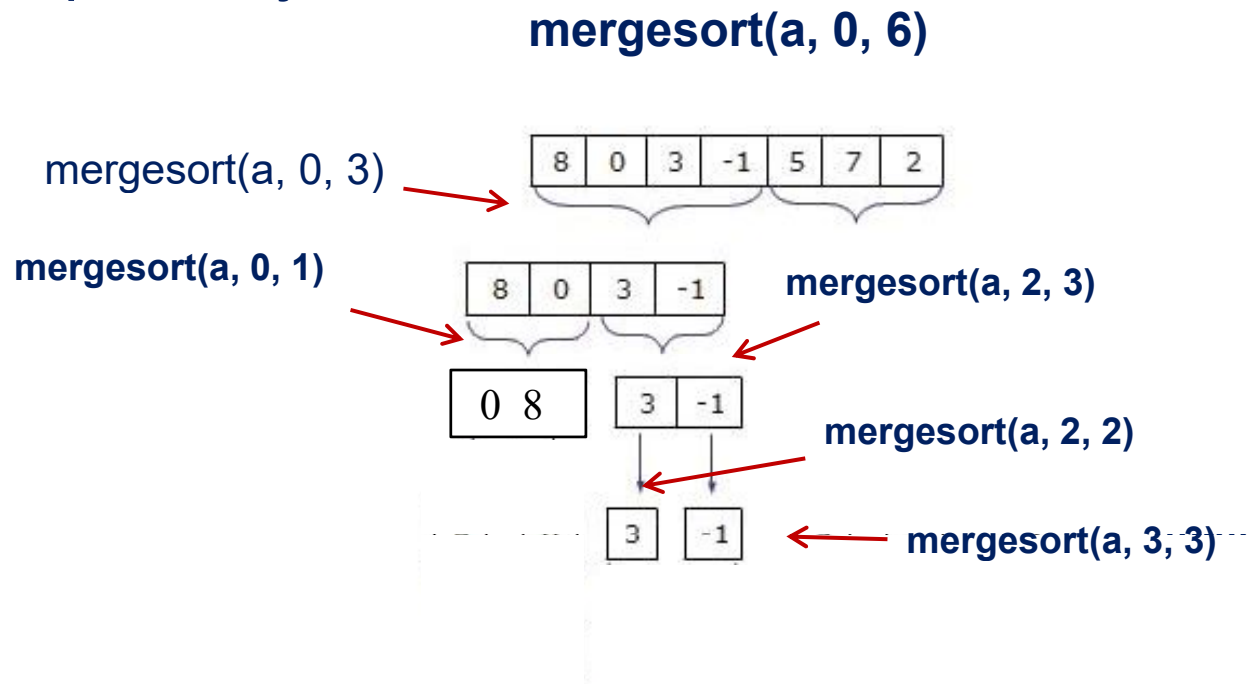 mergesort(a, 0, 6)
mergesort(a, 0, 3)
8 0 3 -1 5 7 2
mergesort(a, 0, 1)
8 0 3 -1
mergesort(a, 2, 3)
0 8
3 -1
mergesort(a, 2, 2)
3 -1
mergesort(a, 3, 3)